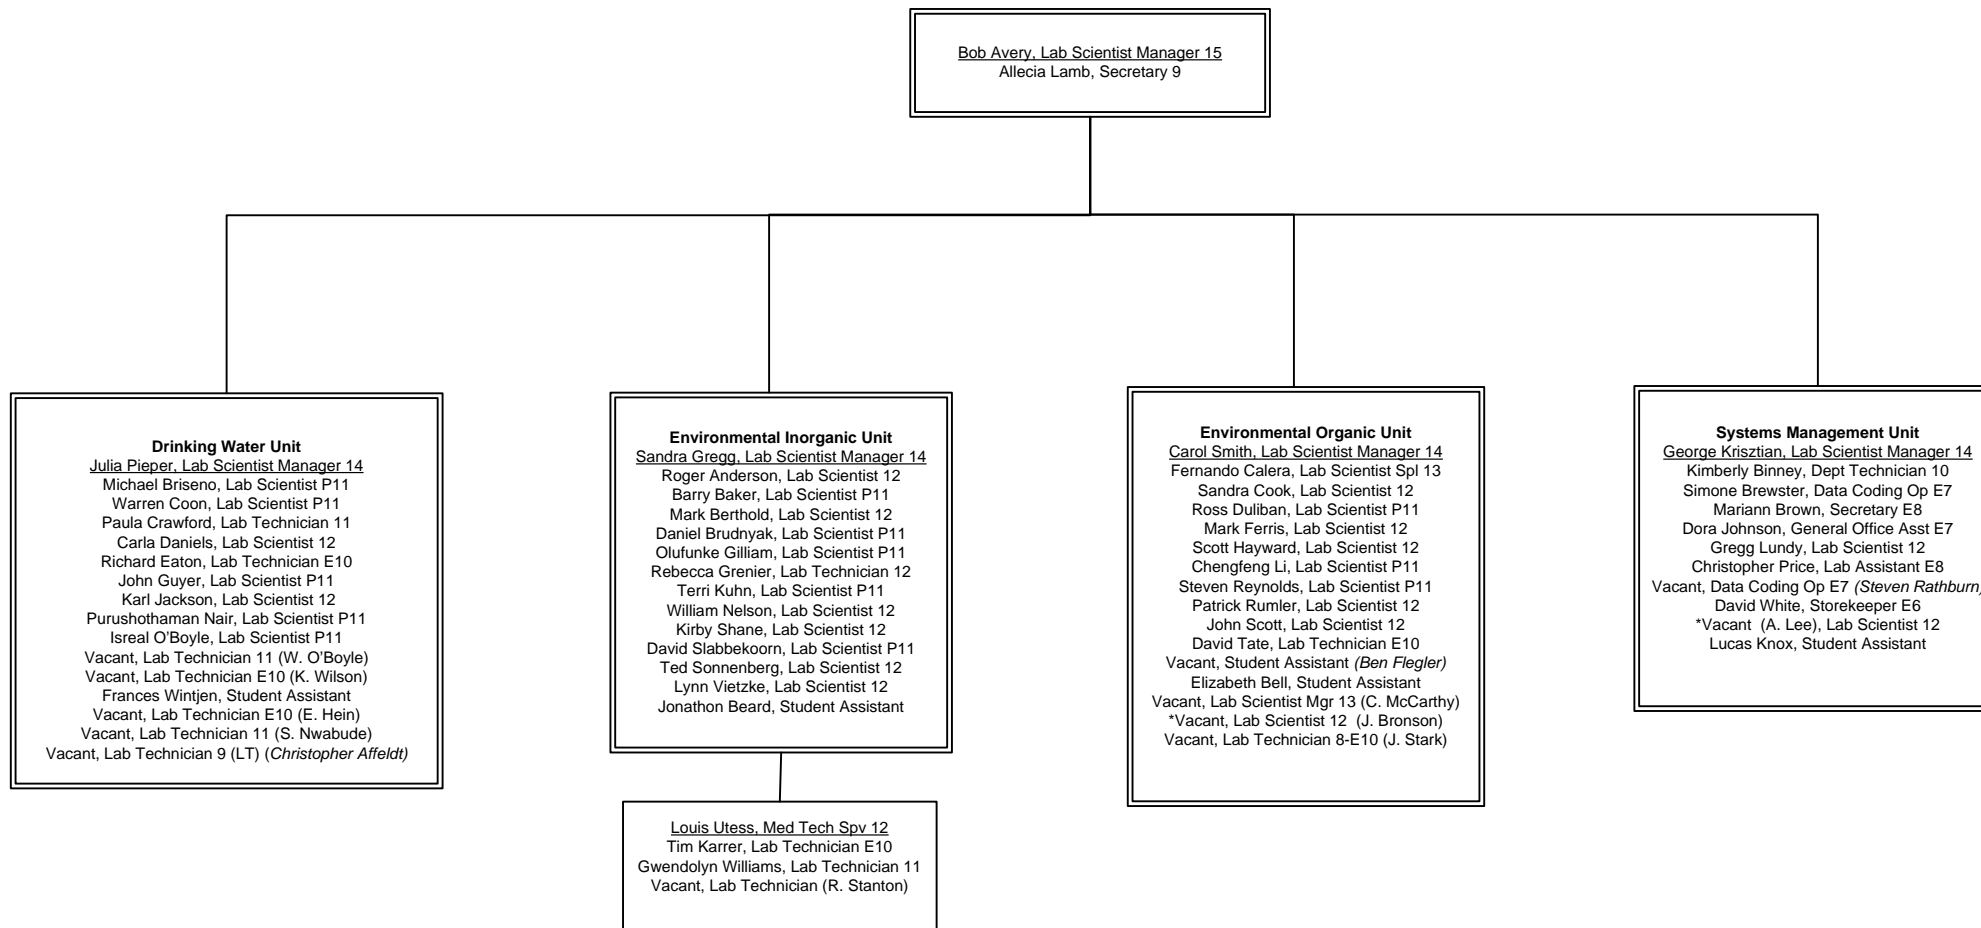 Bob Avery, Lab Scientist Manager 15
Allecia Lamb, Secretary 9
Drinking Water Unit
Julia Pieper, Lab Scientist Manager 14
Michael Briseno, Lab Scientist P11
Warren Coon, Lab Scientist P11
Paula Crawford, Lab Technician 11
Carla Daniels, Lab Scientist 12
Richard Eaton, Lab Technician E10
John Guyer, Lab Scientist P11
Karl Jackson, Lab Scientist 12
Purushothaman Nair, Lab Scientist P11
Isreal O'Boyle, Lab Scientist P11
Vacant, Lab Technician 11 (W. O'Boyle)
Vacant, Lab Technician E10 (K. Wilson)
Frances Wintjen, Student Assistant
Vacant, Lab Technician E10 (E. Hein)
Vacant, Lab Technician 11 (S. Nwabude)
Vacant, Lab Technician 9 (LT) (Christopher Affeldt)
Environmental Inorganic Unit
Sandra Gregg, Lab Scientist Manager 14
Roger Anderson, Lab Scientist 12
Barry Baker, Lab Scientist P11
Mark Berthold, Lab Scientist 12
Daniel Brudnyak, Lab Scientist P11
Olufunke Gilliam, Lab Scientist P11
Rebecca Grenier, Lab Technician 12
Terri Kuhn, Lab Scientist P11
William Nelson, Lab Scientist 12
Kirby Shane, Lab Scientist 12
David Slabbekoorn, Lab Scientist P11
Ted Sonnenberg, Lab Scientist 12
Lynn Vietzke, Lab Scientist 12
Jonathon Beard, Student Assistant
Louis Utess, Med Tech Spv 12
Tim Karrer, Lab Technician E10
Gwendolyn Williams, Lab Technician 11
Vacant, Lab Technician (R. Stanton)
Environmental Organic Unit
Carol Smith, Lab Scientist Manager 14
Fernando Calera, Lab Scientist Spl 13
Sandra Cook, Lab Scientist 12
Ross Duliban, Lab Scientist P11
Mark Ferris, Lab Scientist 12
Scott Hayward, Lab Scientist 12
Chengfeng Li, Lab Scientist P11
Steven Reynolds, Lab Scientist P11
Patrick Rumler, Lab Scientist 12
John Scott, Lab Scientist 12
David Tate, Lab Technician E10
Vacant, Student Assistant (Ben Flegler)
Elizabeth Bell, Student Assistant
Vacant, Lab Scientist Mgr 13 (C. McCarthy)
*Vacant, Lab Scientist 12 (J. Bronson)
Vacant, Lab Technician 8-E10 (J. Stark)
Systems Management Unit
George Krisztian, Lab Scientist Manager 14
Kimberly Binney, Dept Technician 10
Simone Brewster, Data Coding Op E7
Mariann Brown, Secretary E8
Dora Johnson, General Office Asst E7
Gregg Lundy, Lab Scientist 12
Christopher Price, Lab Assistant E8
Vacant, Data Coding Op E7 (Steven Rathburn)
David White, Storekeeper E6
*Vacant (A. Lee), Lab Scientist 12
Lucas Knox, Student Assistant